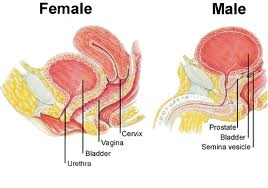 Female
Male
Cervix
Vagina
Bladder
Urethra
Prostate
Bladder
Semina vesicle